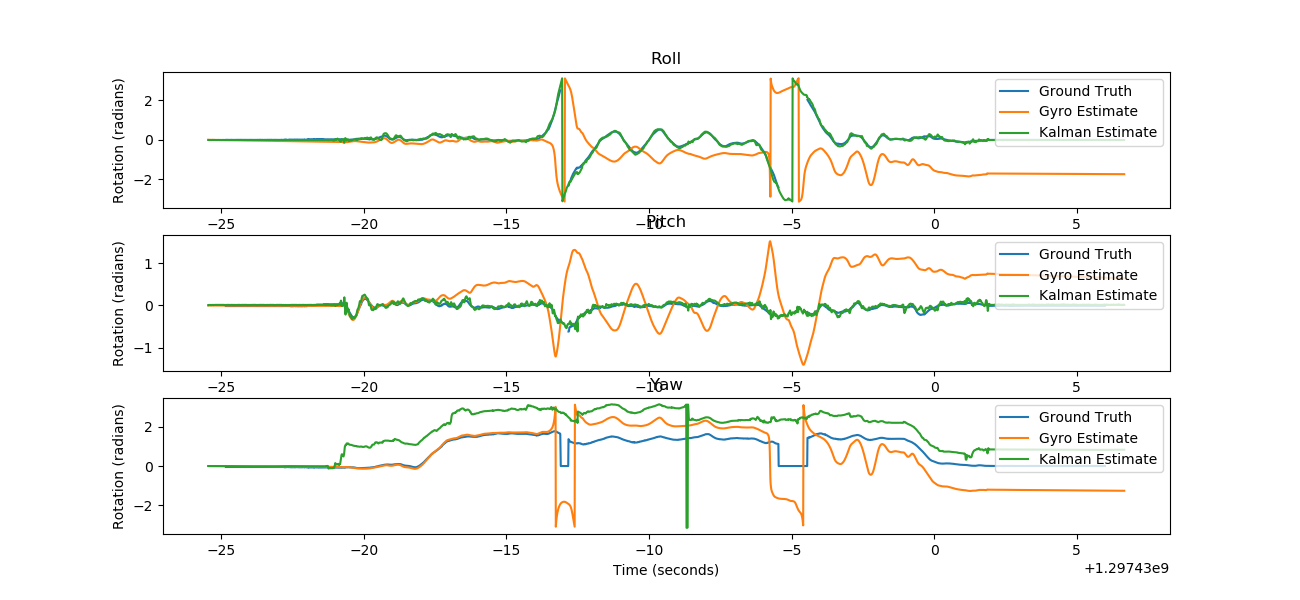 Roll
Rotation (radians)
2
0
−2
−25
−20
−15
−10
−5
0
5
Ground Truth
Gyro Estimate
Kalman Estimate
Pitch
Rotation (radians)
1
0
−1
−25
−20
−15
−10
−5
0
5
Ground Truth
Gyro Estimate
Kalman Estimate
Yaw
Rotation (radians)
2
0
−2
−25
−20
−15
−10
−5
0
5
Ground Truth
Gyro Estimate
Kalman Estimate
Time (seconds)
+1.29743e9